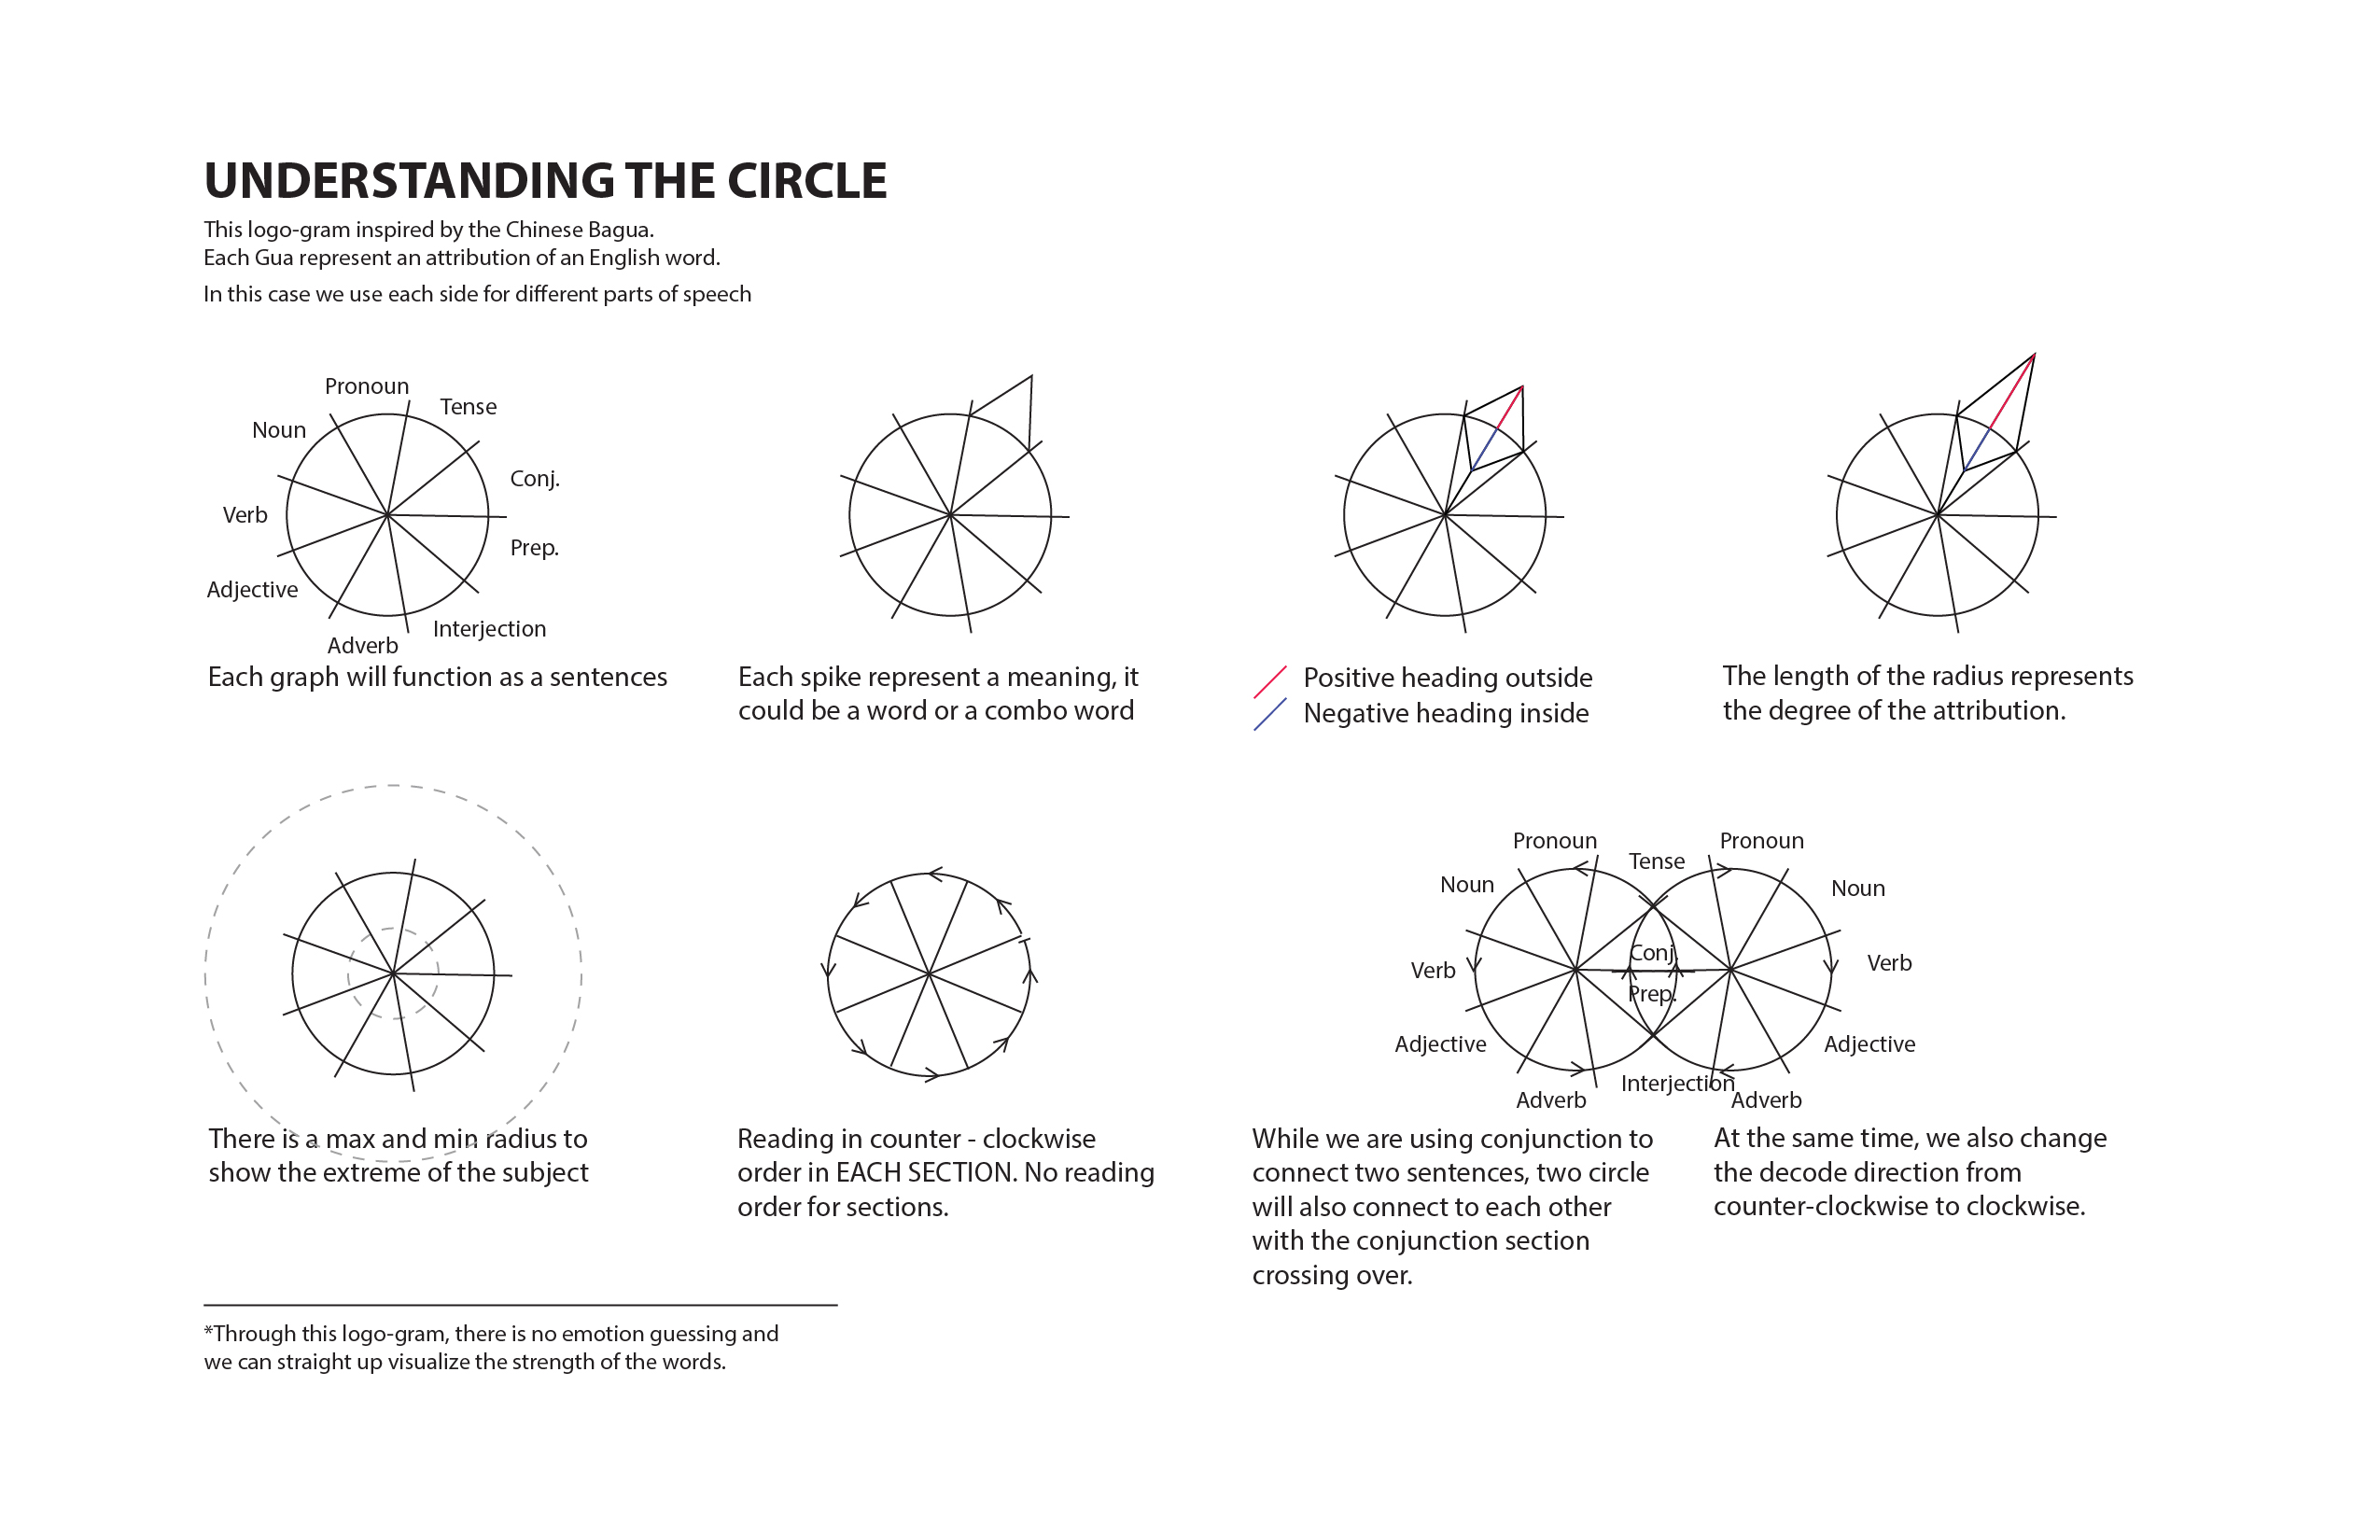 UNDERSTANDING THE CIRCLE
This logo-gram inspired by the Chinese Bagua.
Each Gua represent an attribution of an English word.
In this case we use each side for different parts of speech
Pronoun
Tense
Noun
Conj.
Verb
Prep.
Adjective
Interjection
Adverb
Each graph will function as a sentences
Each spike represent a meaning, it
could be a word or a combo word
Positive heading outside
Negative heading inside
The length of the radius represents
the degree of the attribution.
There is a max and min radius to
show the extreme of the subject
Reading in counter - clockwise
order in EACH SECTION. No reading
order for sections.
Pronoun
Pronoun
Tense
Noun
Noun
Conj.
Verb
Verb
Prep.
Adjective
Adjective
Interjection
Adverb
Adverb
While we are using conjunction to
connect two sentences, two circle
will also connect to each other
with the conjunction section
crossing over.
At the same time, we also change
the decode direction from
counter-clockwise to clockwise.
*Through this logo-gram, there is no emotion guessing and
we can straight up visualize the strength of the words.